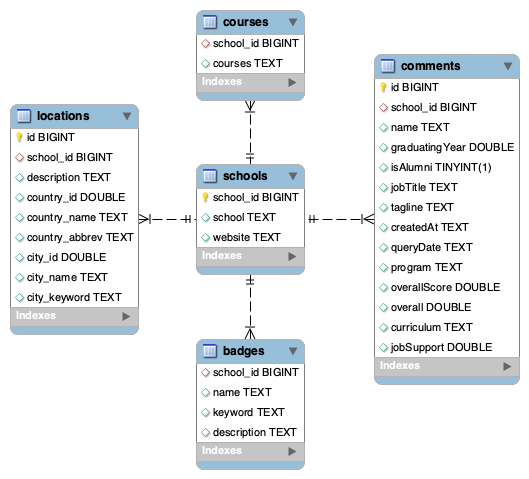 courses
school_id BIGINT
courses TEXT
Indexes
comments
id BIGINT
school_id BIGINT
name TEXT
graduatingYear DOUBLE
isAlumni TINYINT(1)
jobTitle TEXT
tagline TEXT
createdAt TEXT
queryDate TEXT
program TEXT
overallScore DOUBLE
overall DOUBLE
curriculum TEXT
jobSupport DOUBLE
Indexes
locations
id BIGINT
school_id BIGINT
description TEXT
country_id DOUBLE
country_name TEXT
country_abbrev TEXT
city_id DOUBLE
city_name TEXT
city_keyword TEXT
Indexes
schools
school_id BIGINT
school TEXT
website TEXT
Indexes
badges
school_id BIGINT
name TEXT
keyword TEXT
description TEXT
Indexes